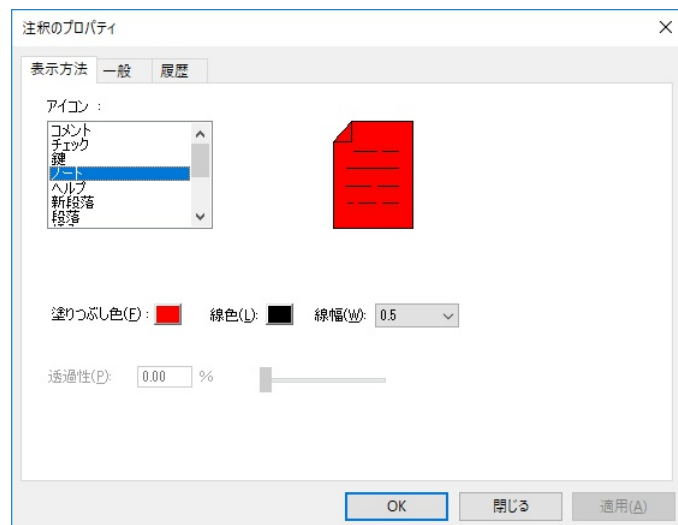 注釈のプロパティ
表示方法 一般 履歴
アイコン :
コメント
チェック
鍵
ノート
ヘルプ
新段落
段落
塗りつぶし色(F) : 線色(L): 線幅(W): 0.5
透過性(P): 0.00 %
OK 閉じる 適用(A)